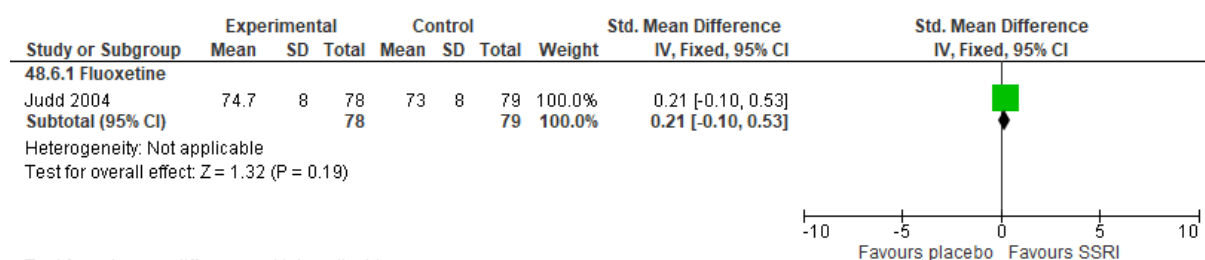 Experimental Control Std. Mean Difference Std. Mean Difference
Study or Subgroup Mean SD Total Mean SD Total Weight IV, Fixed, 95% CI IV, Fixed, 95% CI
48.6.1 Fluoxetine
Judd 2004 74.7 8 78 73 8 79 100.0% 0.21 [-0.10, 0.53]
Subtotal (95% CI) 78 79 100.0% 0.21 [-0.10, 0.53]
Heterogeneity: Not applicable
Test for overall effect: Z = 1.32 (P = 0.19)
-10 -5 0 5 10
Favours placebo Favours SSRI